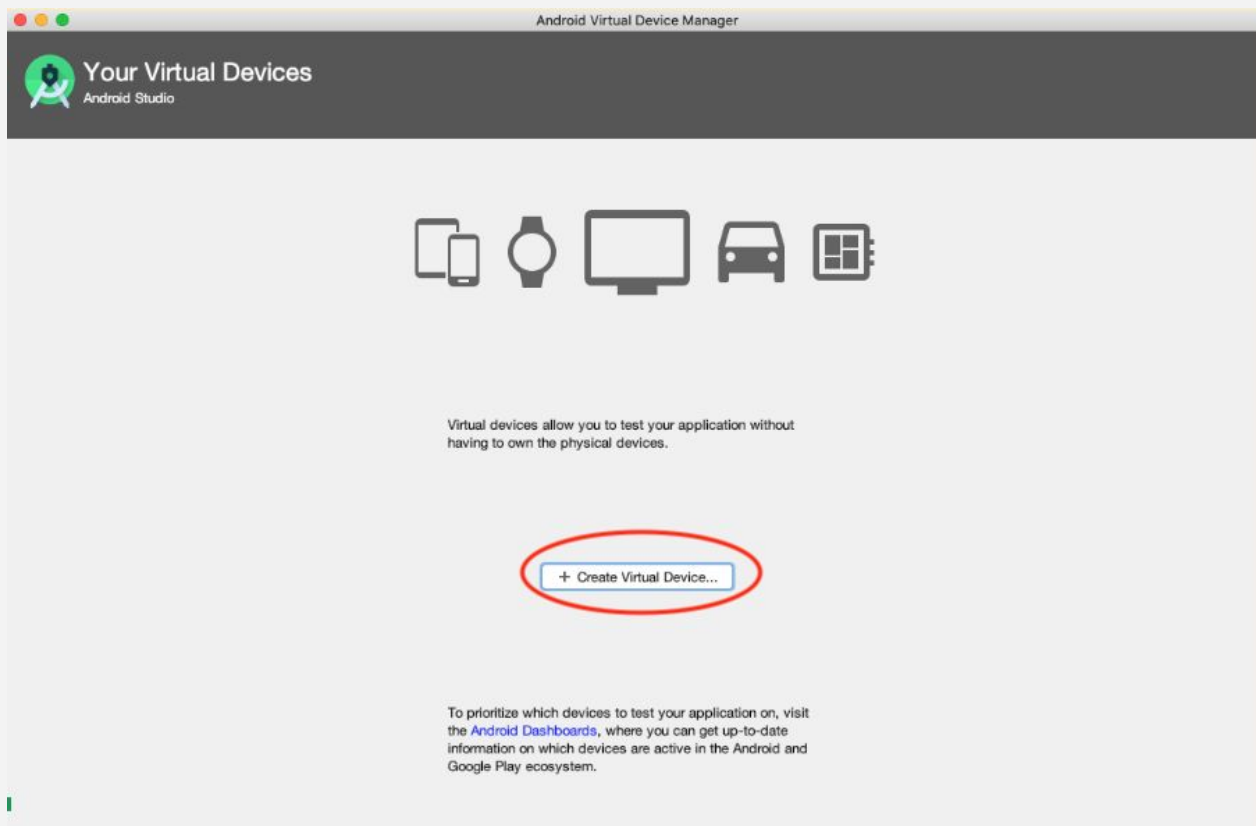 Android Virtual Device Manager
Your Virtual Devices
Android Studio
Virtual devices allow you to test your application without
having to own the physical devices.
+ Create Virtual Device...
To prioritize which devices to test your application on, visit
the Android Dashboards, where you can get up-to-date
information on which devices are active in the Android and
Google Play ecosystem.